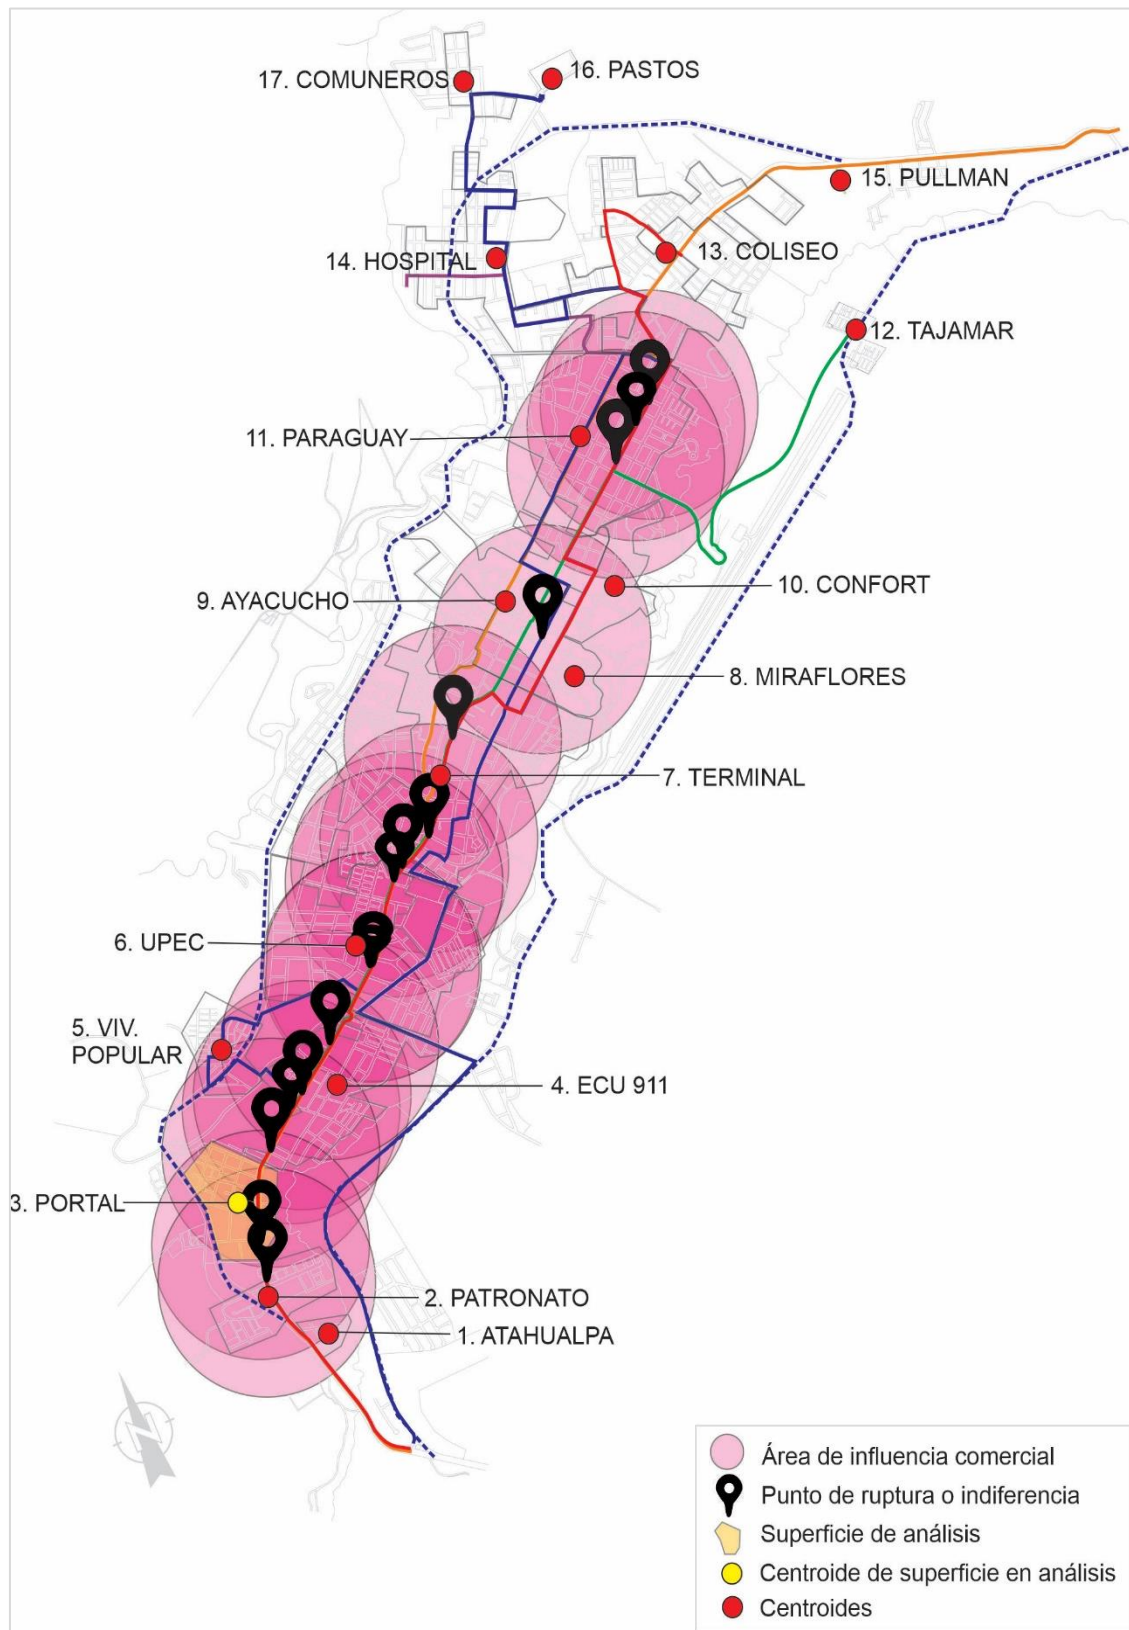 17. COMUNEROS
16. PASTOS
15. PULLMAN
14. HOSPITAL
13. COLISEO
12. TAJAMAR
11. PARAGUAY
10. CONFORT
9. AYACUCHO
8. MIRAFLORES
7. TERMINAL
6. UPEC
5. VIV.
POPULAR
4. ECU 911
3. PORTAL
2. PATRONATO
1. ATAHUALPA
Área de influencia comercial
Punto de ruptura o indiferencia
Superficie de análisis
Centroide de superficie en análisis
Centroides